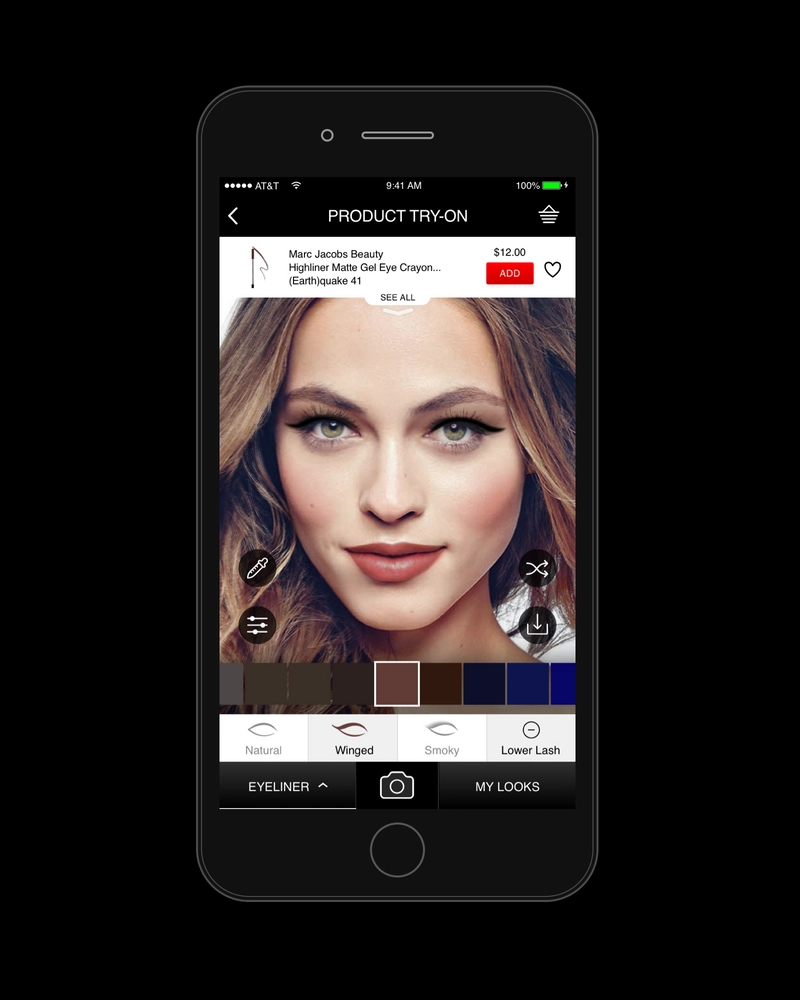 AT&T 9:41 AM 100%
PRODUCT TRY-ON
Marc Jacobs Beauty
Highliner Matte Gel Eye Crayon...
(Earth)quake 41
$12.00
ADD
SEE ALL
Natural Winged Smoky Lower Lash
EYELINER MY LOOKS